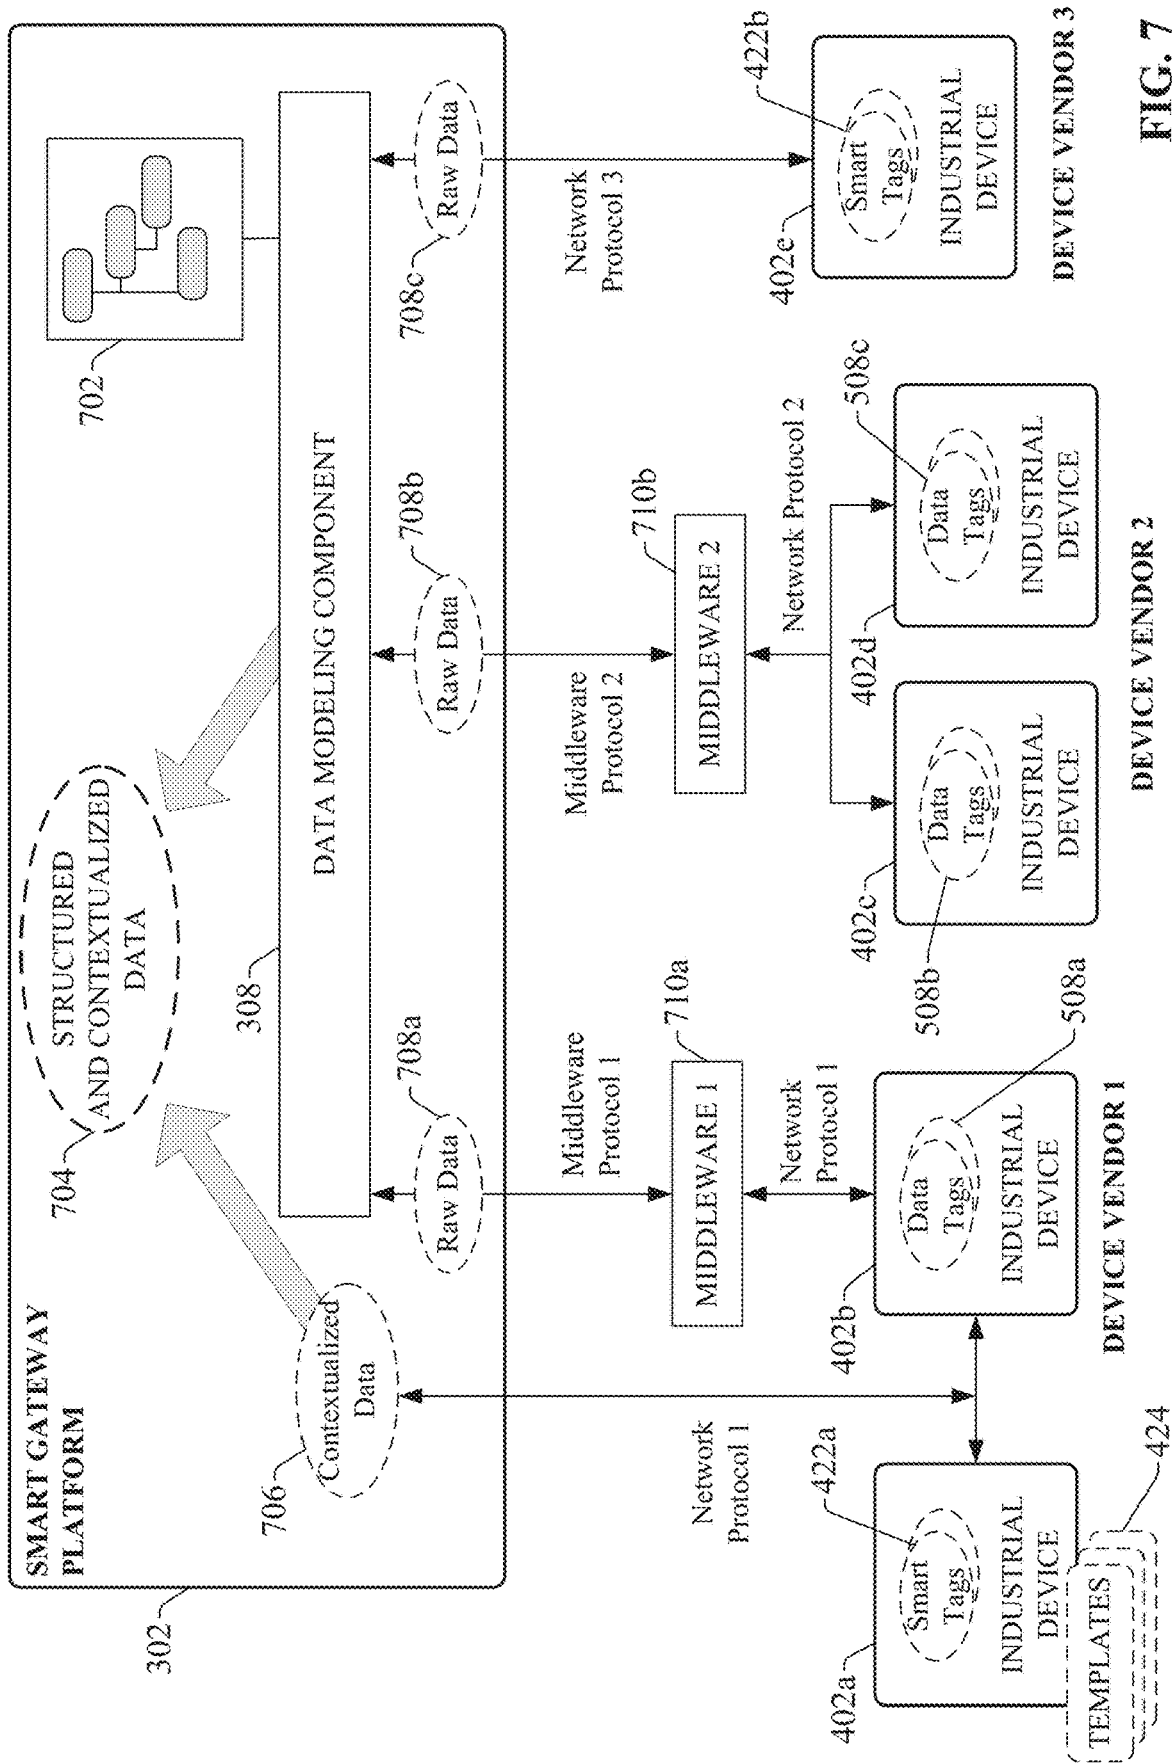 SMART GATEWAY
PLATFORM
302
704
STRUCTURED
AND CONTEXTUALIZED
DATA
702
706
Contextualized
Data
308
DATA MODELING COMPONENT
Raw Data
708a
Raw Data
708b
Raw Data
708c
Network
Protocol 1
Middleware
Protocol 1
Middleware
Protocol 2
Network
Protocol 3
MIDDLEWARE 1
710a
MIDDLEWARE 2
710b
Network
Protocol 1
Network Protocol 2
402a
422a
Smart
Tags
INDUSTRIAL
DEVICE
TEMPLATES
424
402b
Data
Tags
508a
INDUSTRIAL
DEVICE
DEVICE VENDOR 1
402c
508b
Data
Tags
INDUSTRIAL
DEVICE
402d
508c
Data
Tags
INDUSTRIAL
DEVICE
DEVICE VENDOR 2
402e
422b
Smart
Tags
INDUSTRIAL
DEVICE
DEVICE VENDOR 3
FIG. 7